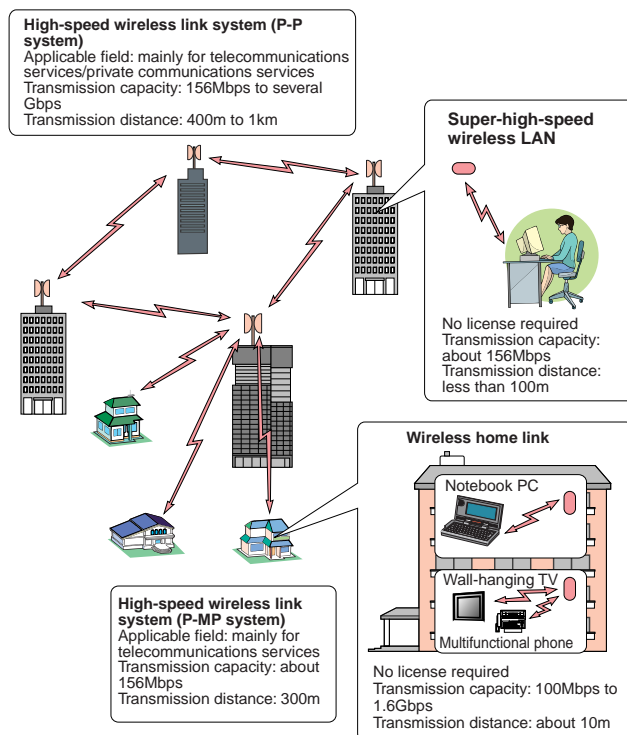 High-speed wireless link system (P-P
system)
Applicable field: mainly for telecommunications
services/private communications services
Transmission capacity: 156Mbps to several
Gbps
Transmission distance: 400m to 1km
Super-high-speed
wireless LAN
No license required
Transmission capacity:
about 156Mbps
Transmission distance:
less than 100m
Wireless home link
Notebook PC
Wall-hanging TV
Multifunctional phone
No license required
Transmission capacity: 100Mbps to
1.6Gbps
Transmission distance: about 10m
High-speed wireless link
system (P-MP system)
Applicable field: mainly for
telecommunications services
Transmission capacity: about
156Mbps
Transmission distance: 300m